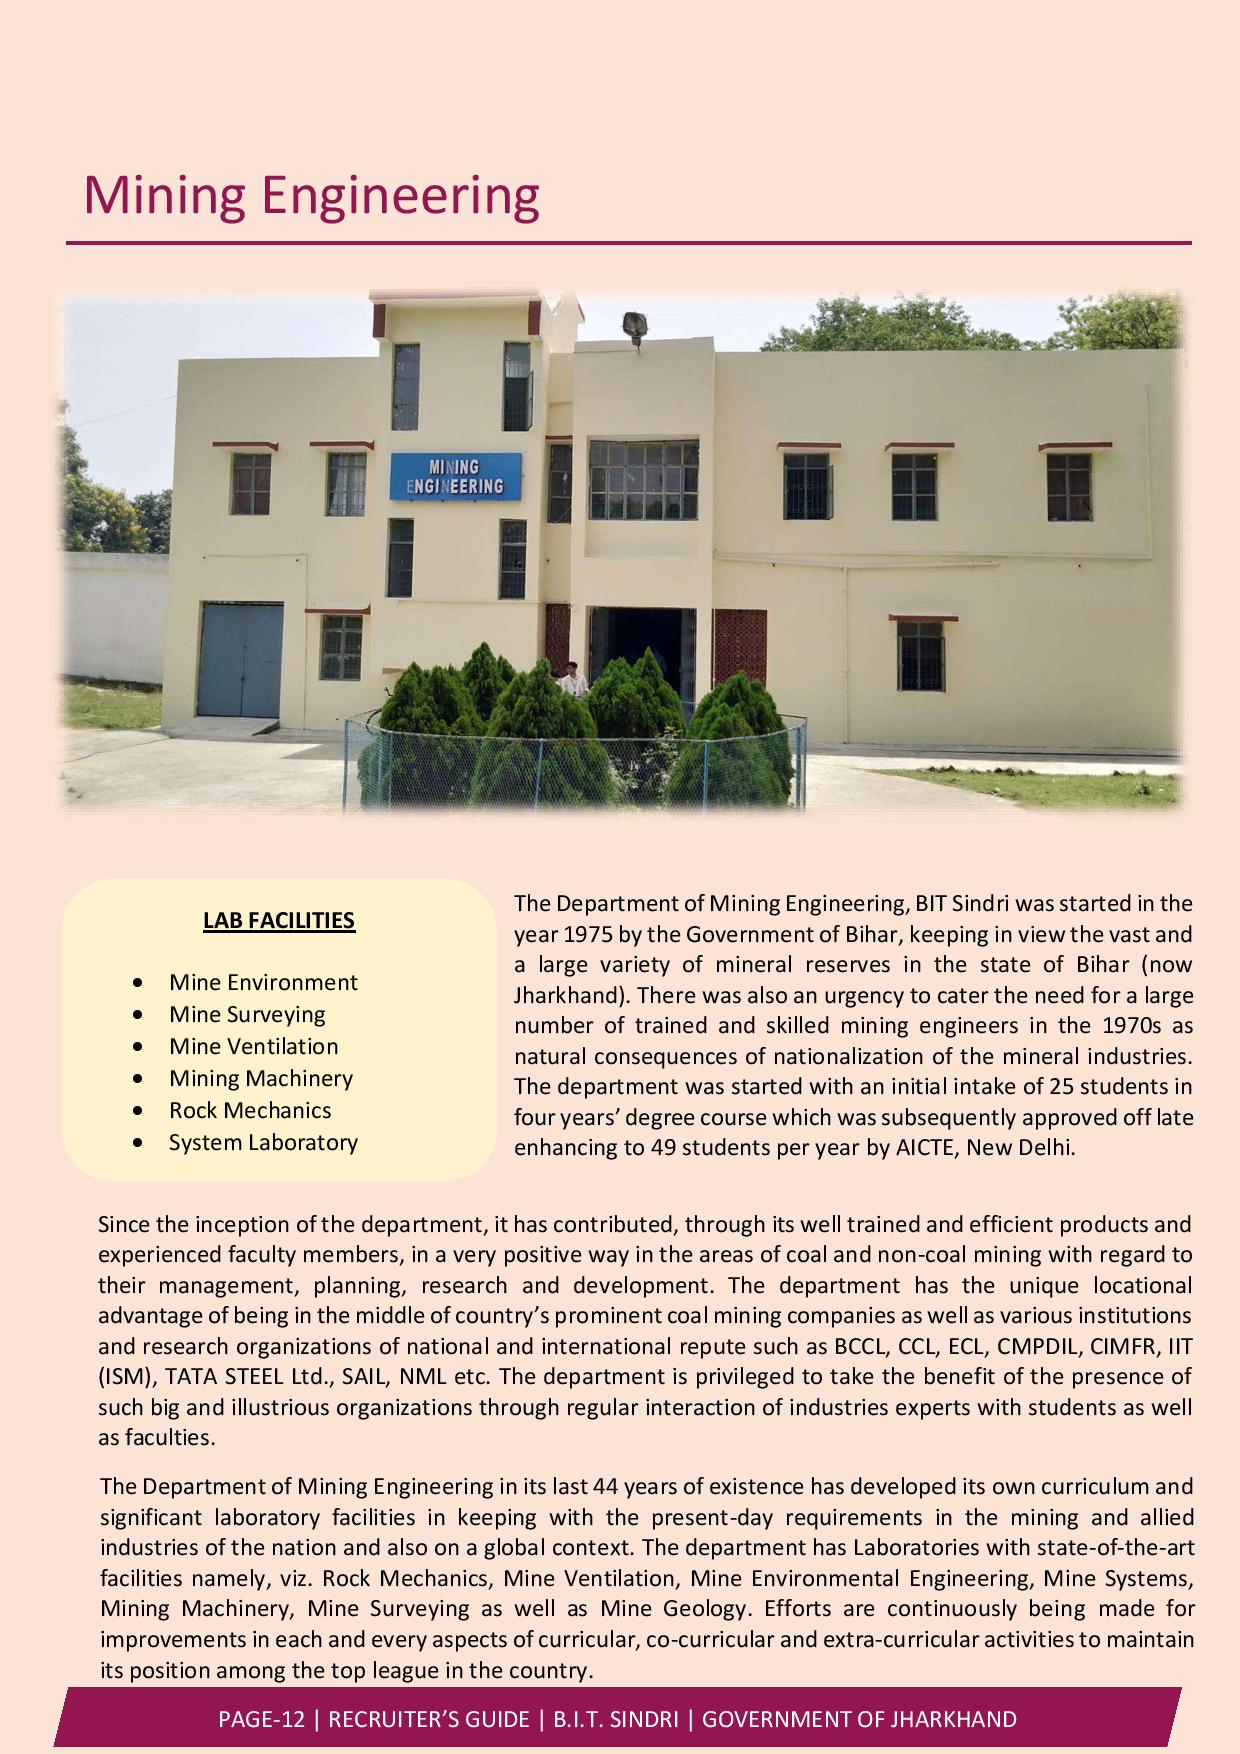 Mining Engineering
MINING
ENGINEERING
LAB FACILITIES
• Mine Environment
• Mine Surveying
• Mine Ventilation
• Mining Machinery
• Rock Mechanics
• System Laboratory
The Department of Mining Engineering, BIT Sindri was started in the
year 1975 by the Government of Bihar, keeping in view the vast and
a large variety of mineral reserves in the state of Bihar (now
Jharkhand). There was also an urgency to cater the need for a large
number of trained and skilled mining engineers in the 1970s as
natural consequences of nationalization of the mineral industries.
The department was started with an initial intake of 25 students in
four years’ degree course which was subsequently approved off late
enhancing to 49 students per year by AICTE, New Delhi.
Since the inception of the department, it has contributed, through its well trained and efficient products and
experienced faculty members, in a very positive way in the areas of coal and non-coal mining with regard to
their management, planning, research and development. The department has the unique locational
advantage of being in the middle of country’s prominent coal mining companies as well as various institutions
and research organizations of national and international repute such as BCCL, CCL, ECL, CMPDIL, CIMFR, IIT
(ISM), TATA STEEL Ltd., SAIL, NML etc. The department is privileged to take the benefit of the presence of
such big and illustrious organizations through regular interaction of industries experts with students as well
as faculties.
The Department of Mining Engineering in its last 44 years of existence has developed its own curriculum and
significant laboratory facilities in keeping with the present-day requirements in the mining and allied
industries of the nation and also on a global context. The department has Laboratories with state-of-the-art
facilities namely, viz. Rock Mechanics, Mine Ventilation, Mine Environmental Engineering, Mine Systems,
Mining Machinery, Mine Surveying as well as Mine Geology. Efforts are continuously being made for
improvements in each and every aspects of curricular, co-curricular and extra-curricular activities to maintain
its position among the top league in the country.
PAGE-12 | RECRUITER’S GUIDE | B.I.T. SINDRI | GOVERNMENT OF JHARKHAND